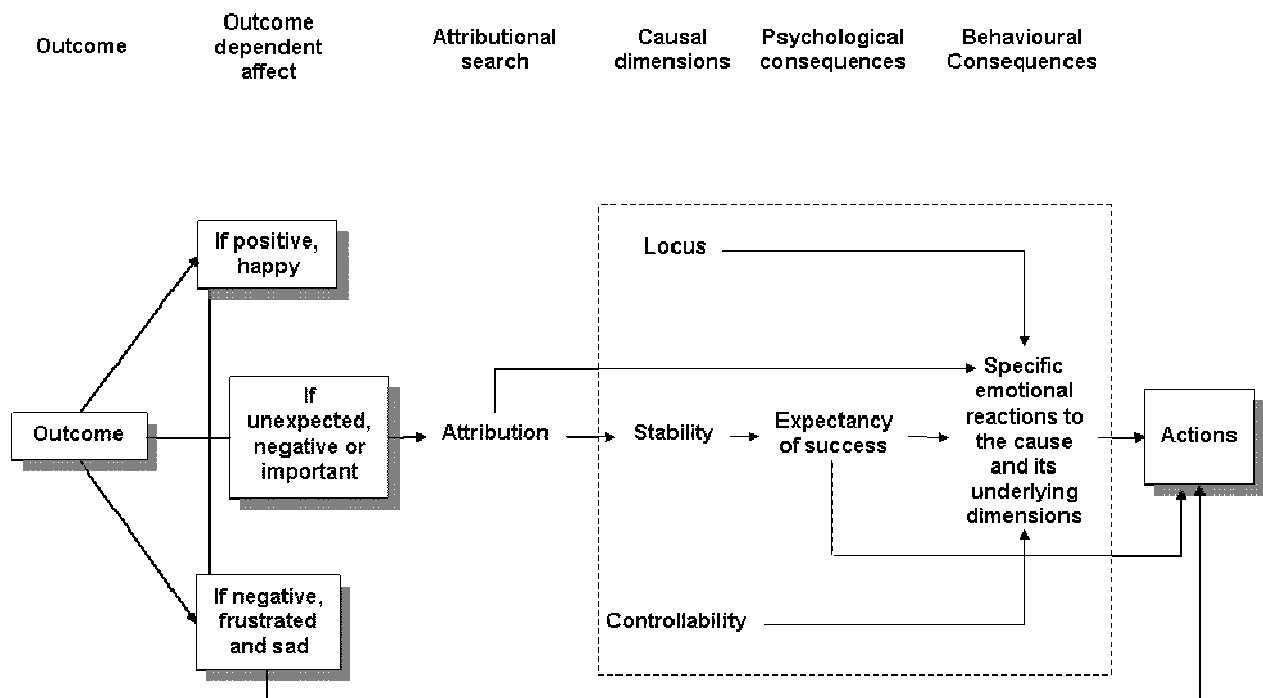 Outcome
Outcome
dependent
affect
Attributional
search
Causal
dimensions
Psychological
consequences
Behavioural
Consequences
If positive,
happy
Locus
Outcome
If
unexpected,
negative or
important
Attribution
Stability
Expectancy
of success
Specific
emotional
reactions to
the cause
and its
underlying
dimensions
Actions
If negative,
frustrated
and sad
Controllability